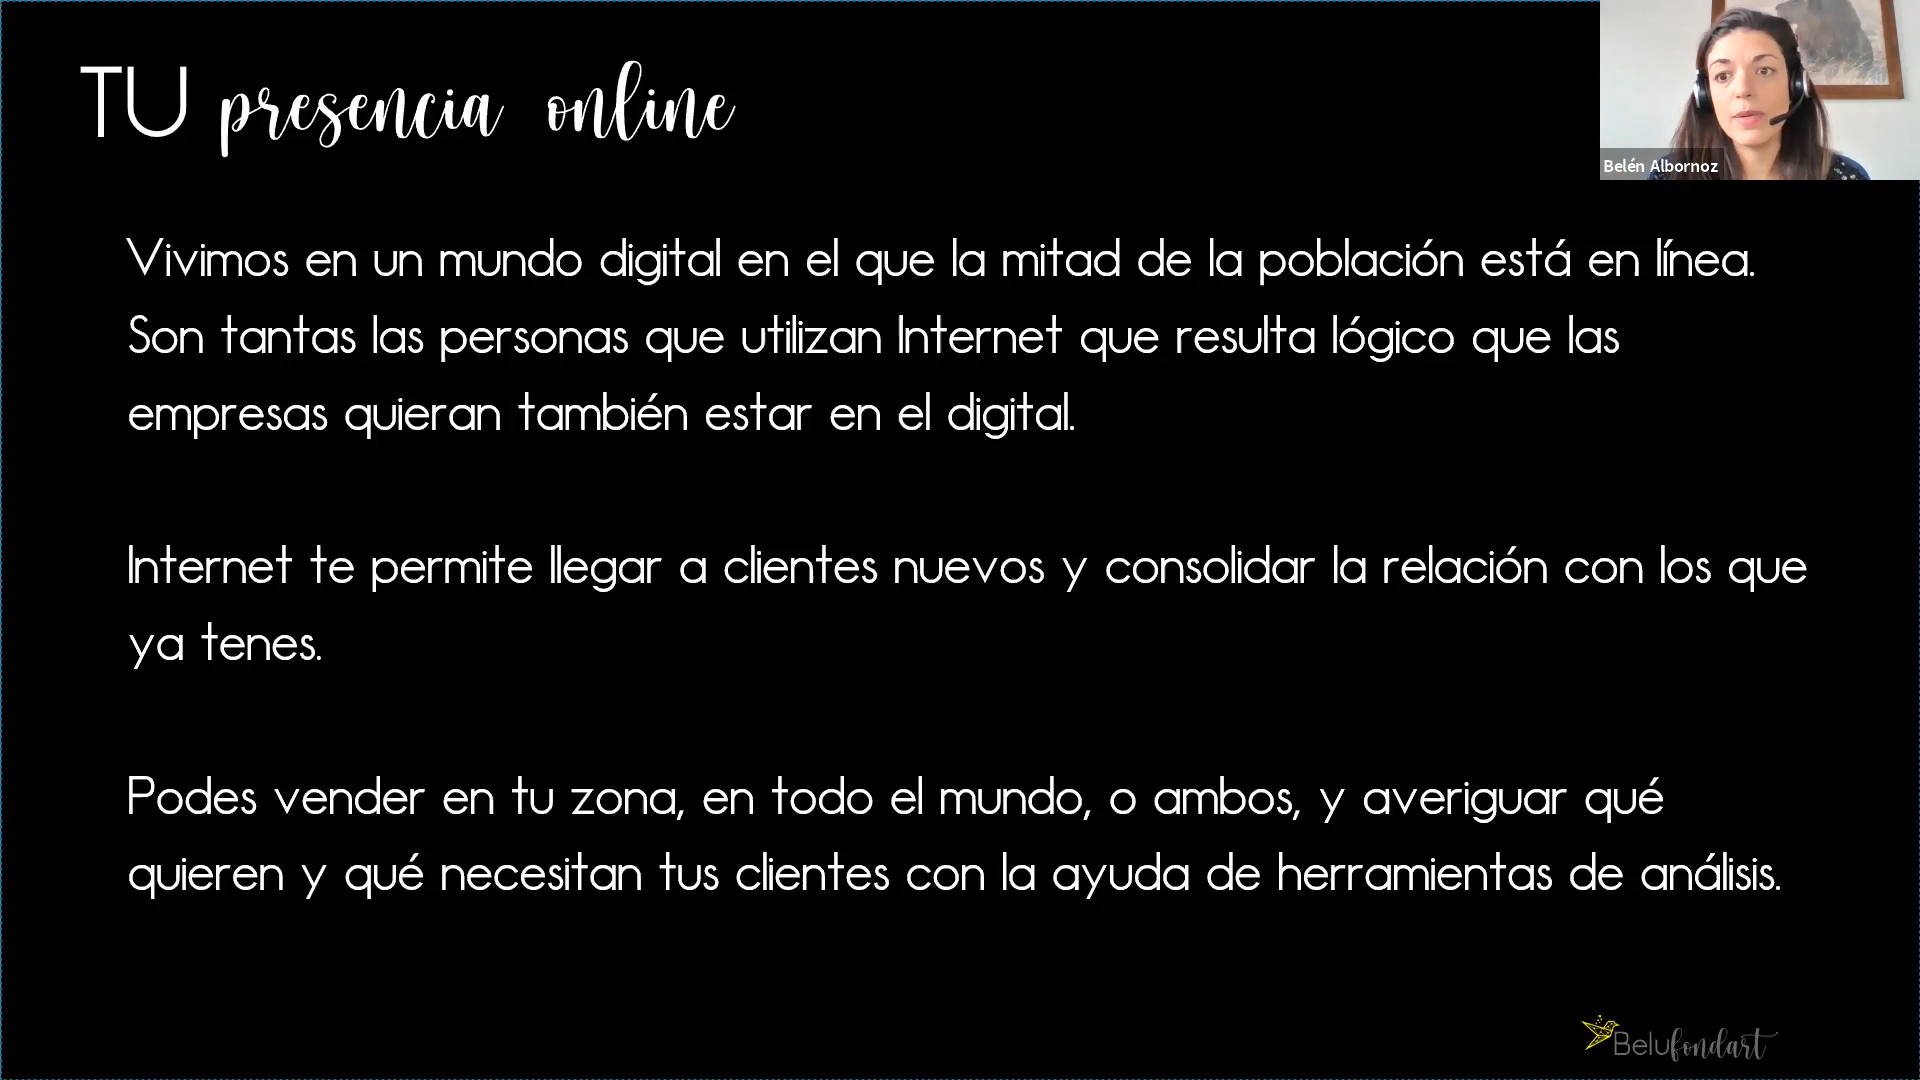 TU presencia online
Belén Albornoz
Vivimos en un mundo digital en el que la mitad de la población está en línea.
Son tantas las personas que utilizan Internet que resulta lógico que las
empresas quieran también estar en el digital.
Internet te permite llegar a clientes nuevos y consolidar la relación con los que
ya tenes.
Podes vender en tu zona, en todo el mundo, o ambos, y averiguar qué
quieren y qué necesitan tus clientes con la ayuda de herramientas de análisis.
Belufondart